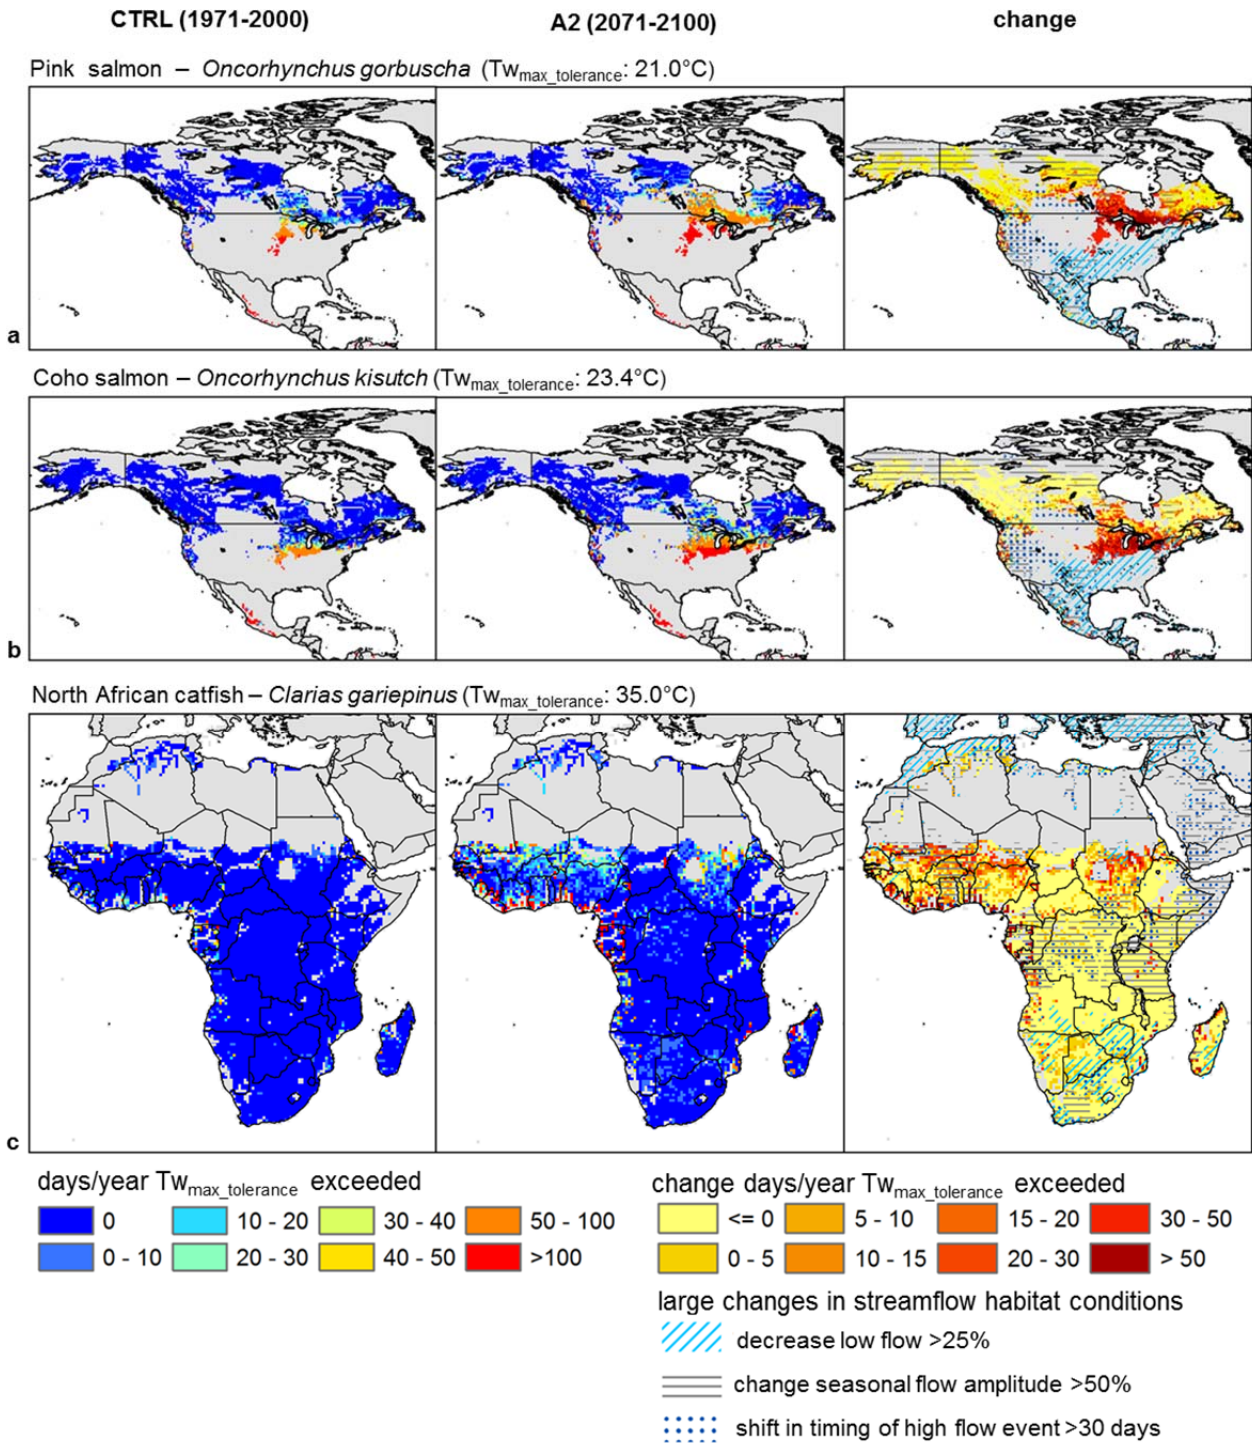 CTRL (1971-2000) A2 (2071-2100) change
Pink salmon – Oncorhynchus gorbuscha (Twmax_tolerance: 21.0°C)
a
Coho salmon – Oncorhynchus kisutch (Twmax_tolerance: 23.4°C)
b
North African catfish – Clarias gariepinus (Twmax_tolerance: 35.0°C)
c
days/year Twmax_tolerance exceeded
0 10 - 20 30 - 40 50 - 100
0 - 10 20 - 30 40 - 50 >100
change days/year Twmax_tolerance exceeded
<= 0 5 - 10 15 - 20 30 - 50
0 - 5 10 - 15 20 - 30 > 50
large changes in streamflow habitat conditions
decrease low flow >25%
change seasonal flow amplitude >50%
shift in timing of high flow event >30 days